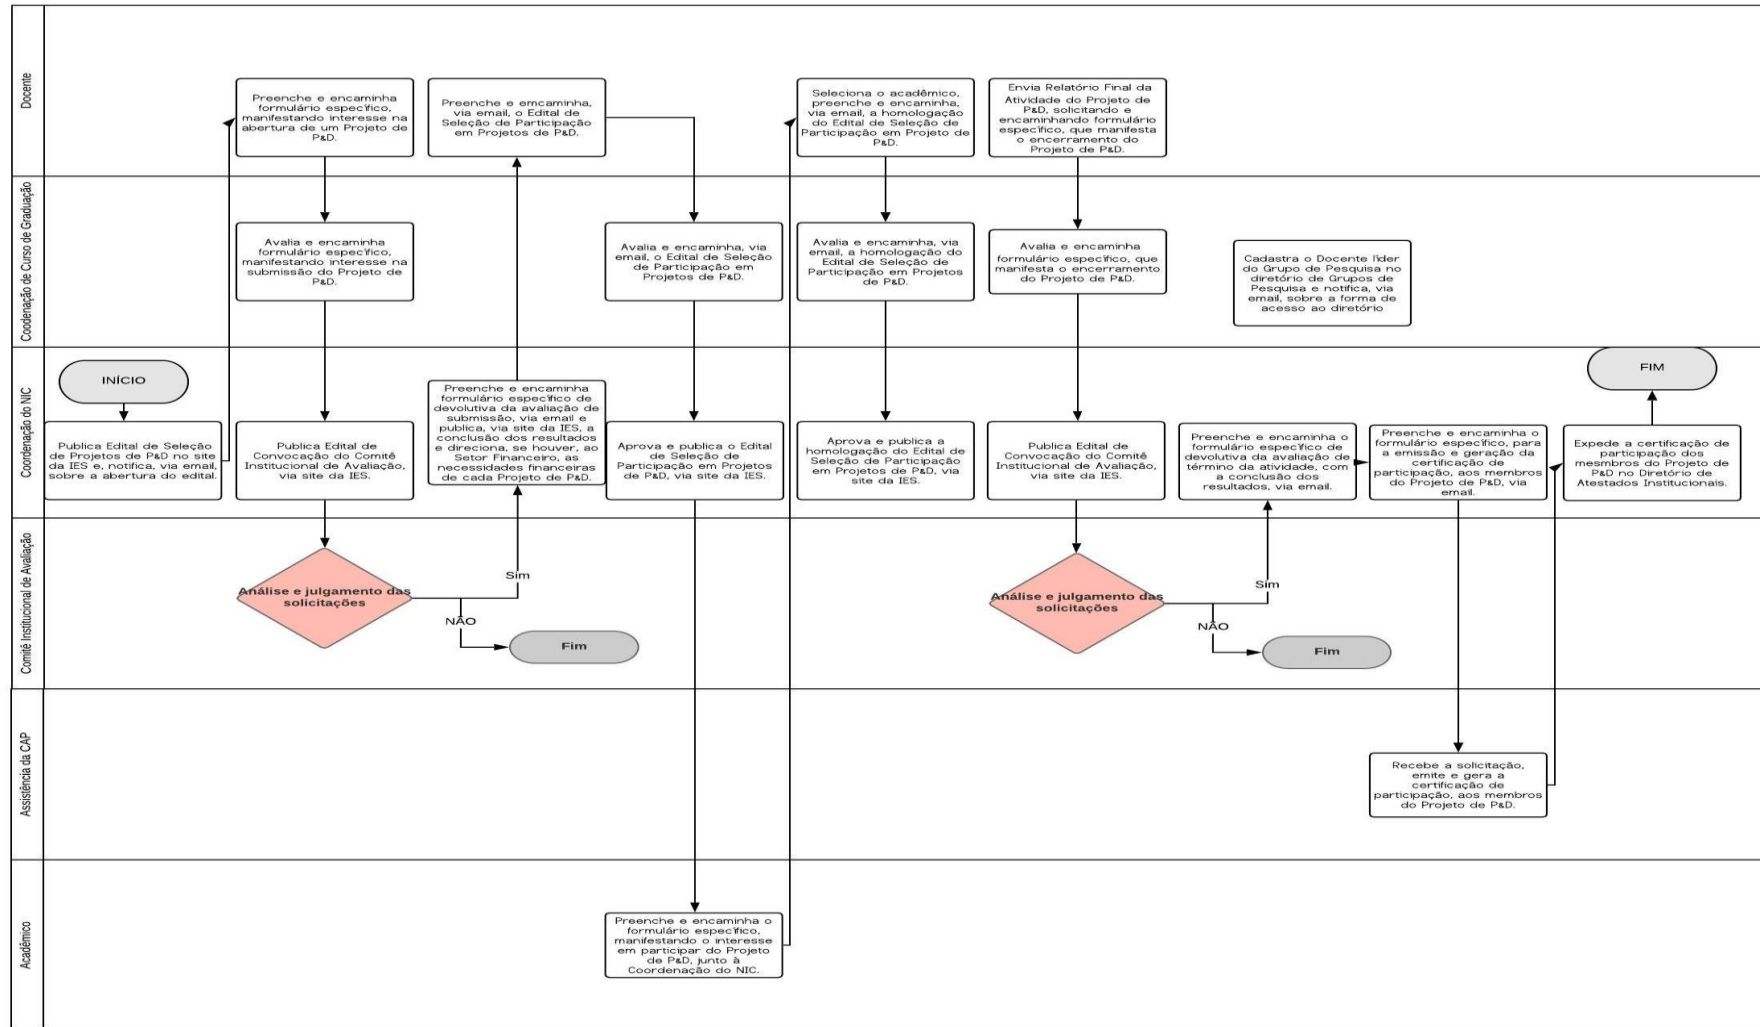 Docente
Preenche e encaminha
formulário específico,
manifestando interesse na
abertura de um Projeto de
P&D.
Preenche e emcaminha,
via email, o Edital de
Seleção de Participação
em Projetos de P&D.
Seleciona o acadêmico,
preenche e encaminha,
via email, a homologação
do Edital de Seleção de
Participação em Projeto de
P&D.
Envia Relatório Final da
Atividade do Projeto de
P&D, solicitando e
encaminhando formulário
específico, que manifesta
o encerramento do
Projeto de P&D.
Coodenação de Curso de Graduação
Avalia e encaminha
formulário específico,
manifestando interesse na
submissão do Projeto de
P&D.
Avalia e encaminha, via
email, o Edital de Seleção
de Participação em
Projetos de P&D.
Avalia e encaminha, via
email, a homologação do
Edital de Seleção de
Participação em Projetos
de P&D.
Avalia e encaminha
formulário específico, que
manifesta o encerramento
do Projeto de P&D.
Cadastra o Docente líder
do Grupo de Pesquisa no
diretório de Grupos de
Pesquisa e notifica, via
email, sobre a forma de
acesso ao diretório
Coordenação do NIC
INÍCIO
Publica Edital de Seleção
de Projetos de P&D no site
da IES e, notifica, via email,
sobre a abertura do edital.
Publica Edital de
Convocação do Comitê
Institucional de Avaliação,
via site da IES.
Preenche e encaminha
formulário específico de
devolutiva da avaliação de
submissão, via email e
publica, via site da IES, a
conclusão dos resultados
e direciona, se houver, ao
Setor Financeiro, as
necessidades financeiras
de cada Projeto de P&D.
Aprova e publica o Edital
de Seleção de
Participação em Projetos
de P&D, via site da IES.
Aprova e publica a
homologação do Edital de
Seleção de Participação
em Projetos de P&D, via
site da IES.
Publica Edital de
Convocação do Comitê
Institucional de Avaliação,
via site da IES.
Preenche e encaminha o
formulário específico de
devolutiva da avaliação de
término da atividade, com
a conclusão dos
resultados, via email.
Preenche e encaminha o
formulário específico, para
a emissão e geração da
certificação de
participação, aos membros
do Projeto de P&D, via
email.
Expede a certificação de
participação dos
mesmbros do Projeto de
P&D no Diretório de
Atestados Institucionais.
FIM
Comitê Institucional de Avaliação
Análise e julgamento das
solicitações
Sim
NÃO
Fim
Análise e julgamento das
solicitações
Sim
NÃO
Fim
Assistência da CAP
Recebe a solicitação,
emite e gera a
certificação de
participação, aos membros
do Projeto de P&D.
Acadêmico
Preenche e encaminha o
formulário específico,
manifestando o interesse
em participar do Projeto
de P&D, junto à
Coordenação do NIC.